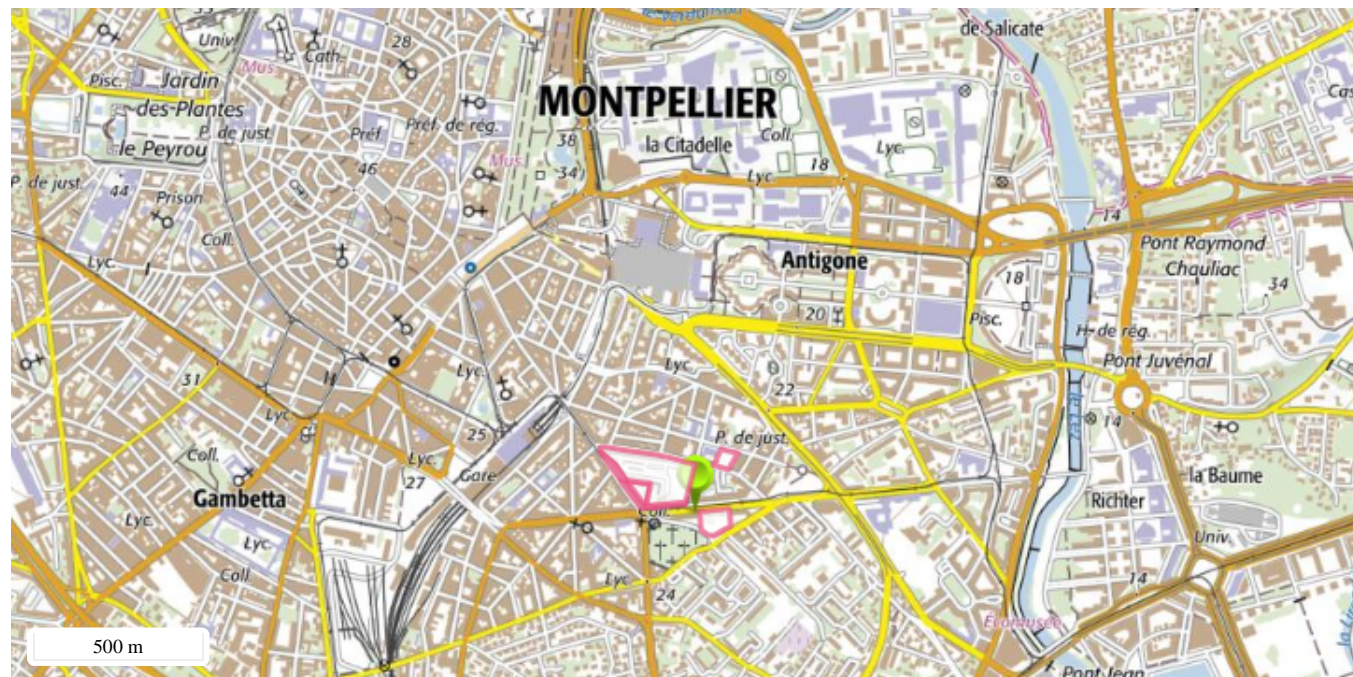 Univ.
Cath.
28
Mus.
Pisc.
Jardin
des-Plantes
P. de just.
le Peyrou
Préf.
Préf. de rég.
Mus.
46
P. de just.
44
Prison
Coll.
Lyc.
MONTPELLIER
38
34
la Citadelle
Coll.
Lyc.
18
Lyc.
de Salicate
14
Pont Raymond
Chauliac
34
Antigone
18
20
Pisc.
H. de rég.
Pont Juvénal
Lyc.
22
14
31
Lyc.
Lyc.
25
Gare
P. de just.
Coll.
Gambetta
Lyc.
27
Lyc.
Lyc.
Coll.
Coll.
Lyc.
24
la Baume
Richter
Univ.
14
Écomusée
Pont Jean
500 m